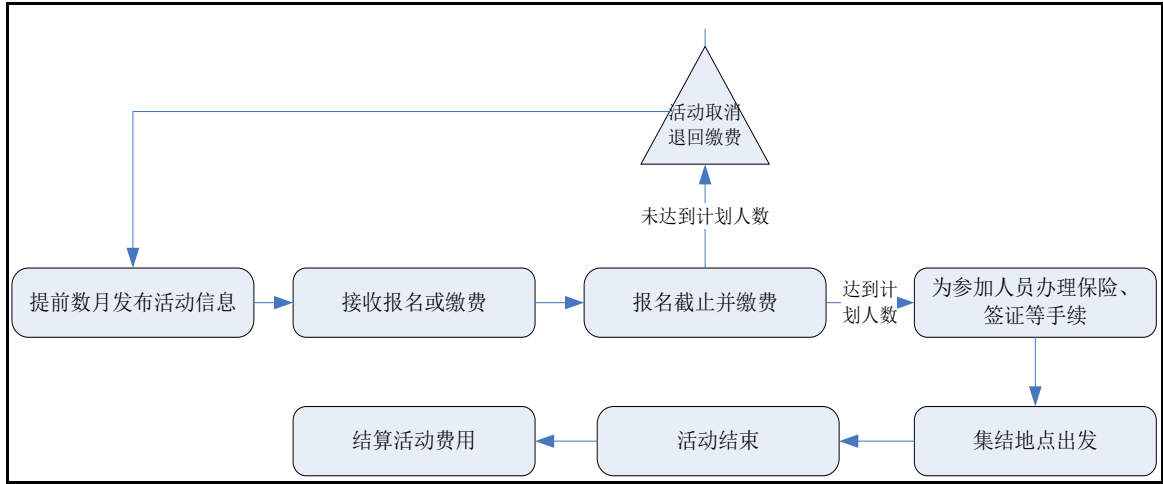 活动取消
退回缴费
未达到计划人数
提前数月发布活动信息
接收报名或缴费
报名截止并缴费
达到计
划人数
为参加人员办理保险、
签证等手续
结算活动费用
活动结束
集结地点出发